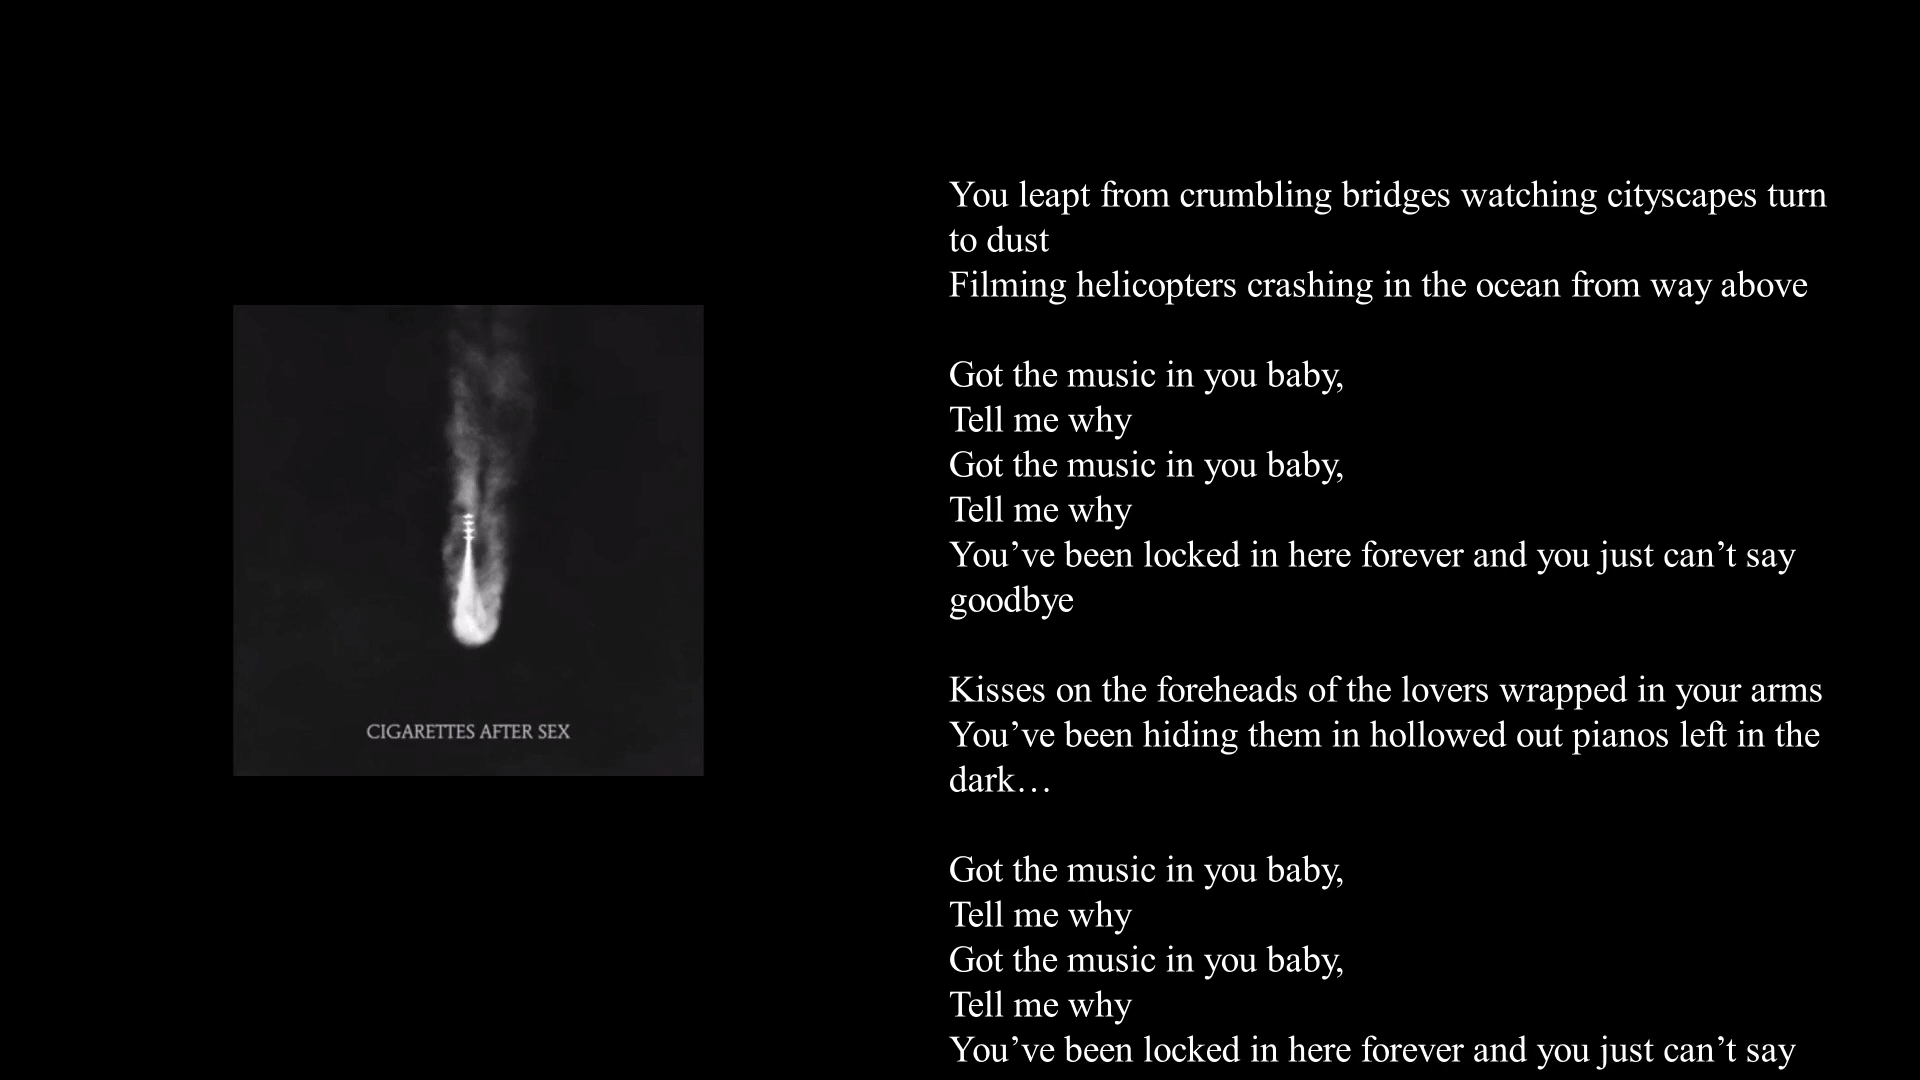 CIGARETTES AFTER SEX
You leapt from crumbling bridges watching cityscapes turn
to dust
Filming helicopters crashing in the ocean from way above
Got the music in you baby,
Tell me why
Got the music in you baby,
Tell me why
You’ve been locked in here forever and you just can’t say
goodbye
Kisses on the foreheads of the lovers wrapped in your arms
You’ve been hiding them in hollowed out pianos left in the
dark…
Got the music in you baby,
Tell me why
Got the music in you baby,
Tell me why
You’ve been locked in here forever and you just can’t say